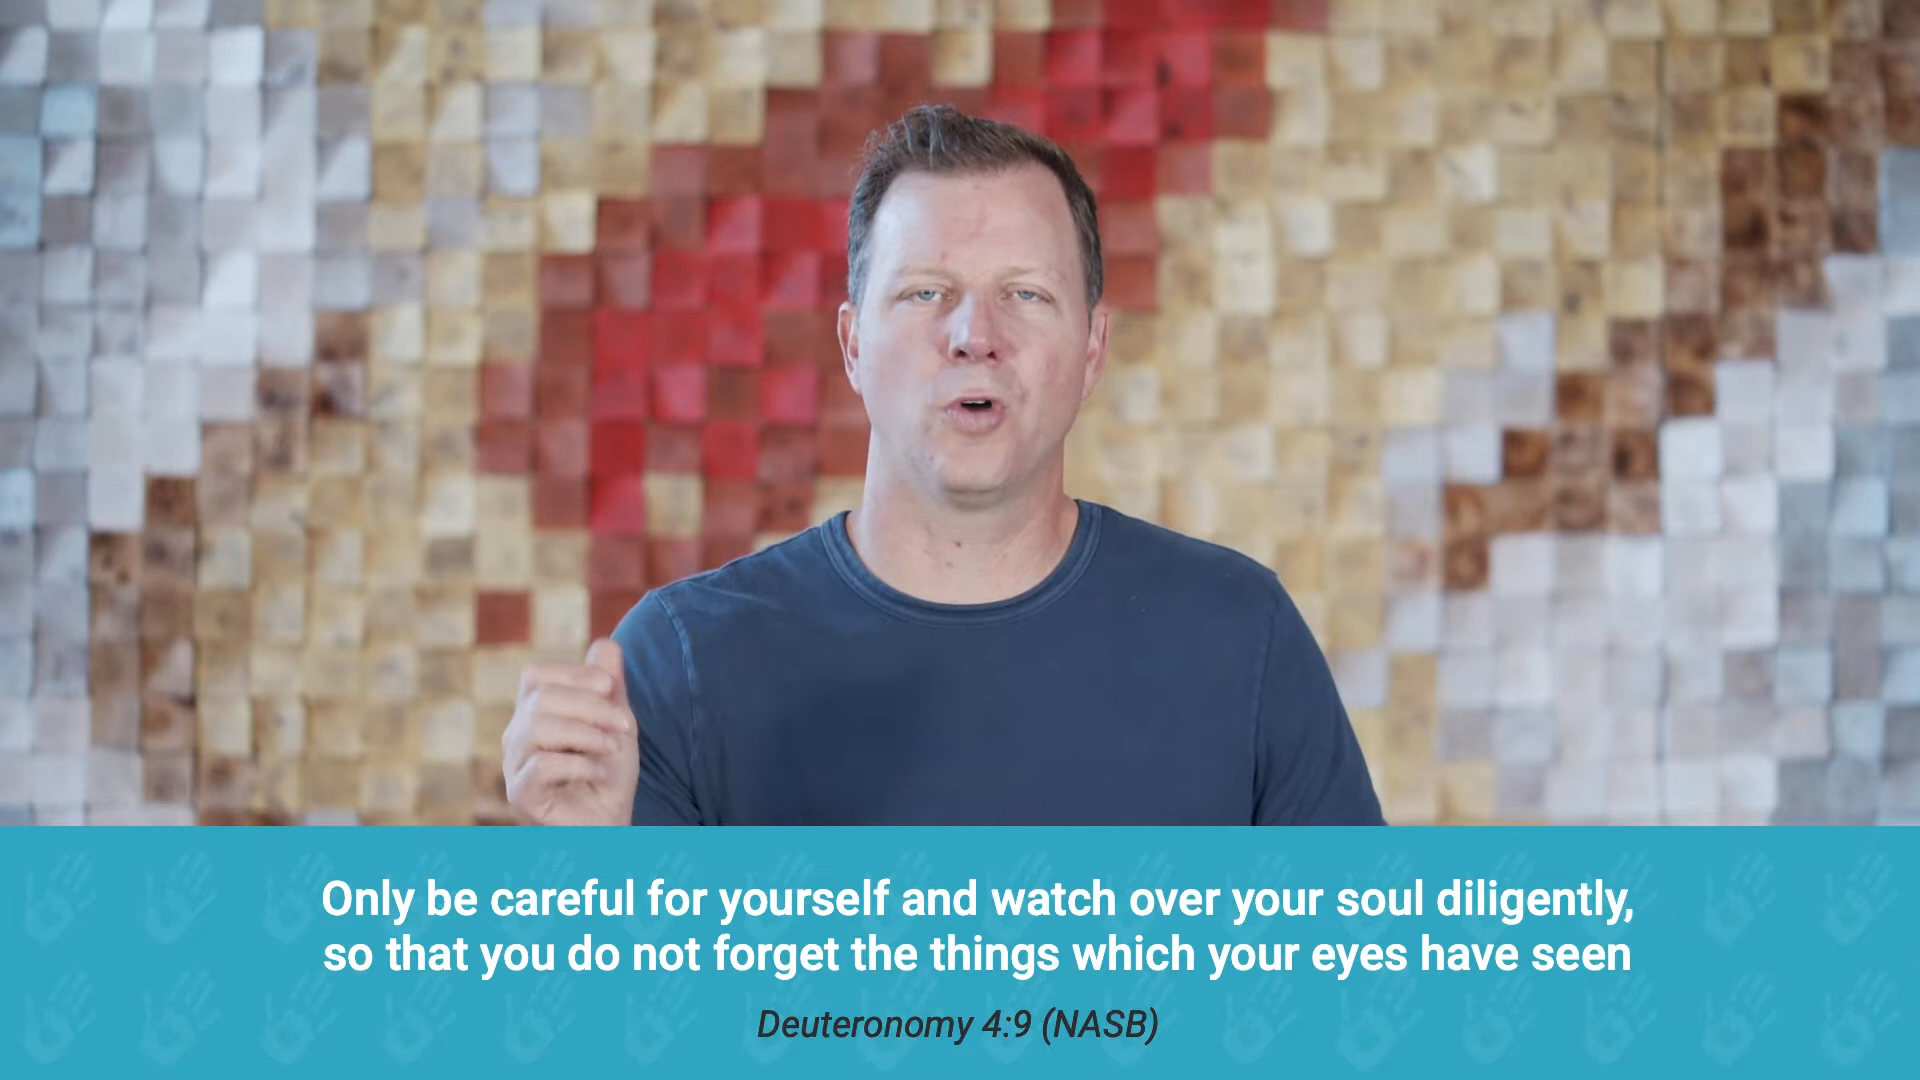 Only be careful for yourself and watch over your soul diligently,
so that you do not forget the things which your eyes have seen
Deuteronomy 4:9 (NASB)